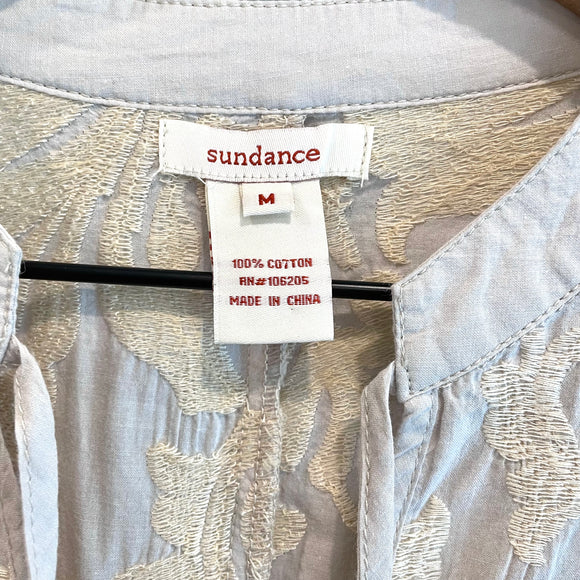 sundance
M
100% COTTON
RN#106205
MADE IN CHINA